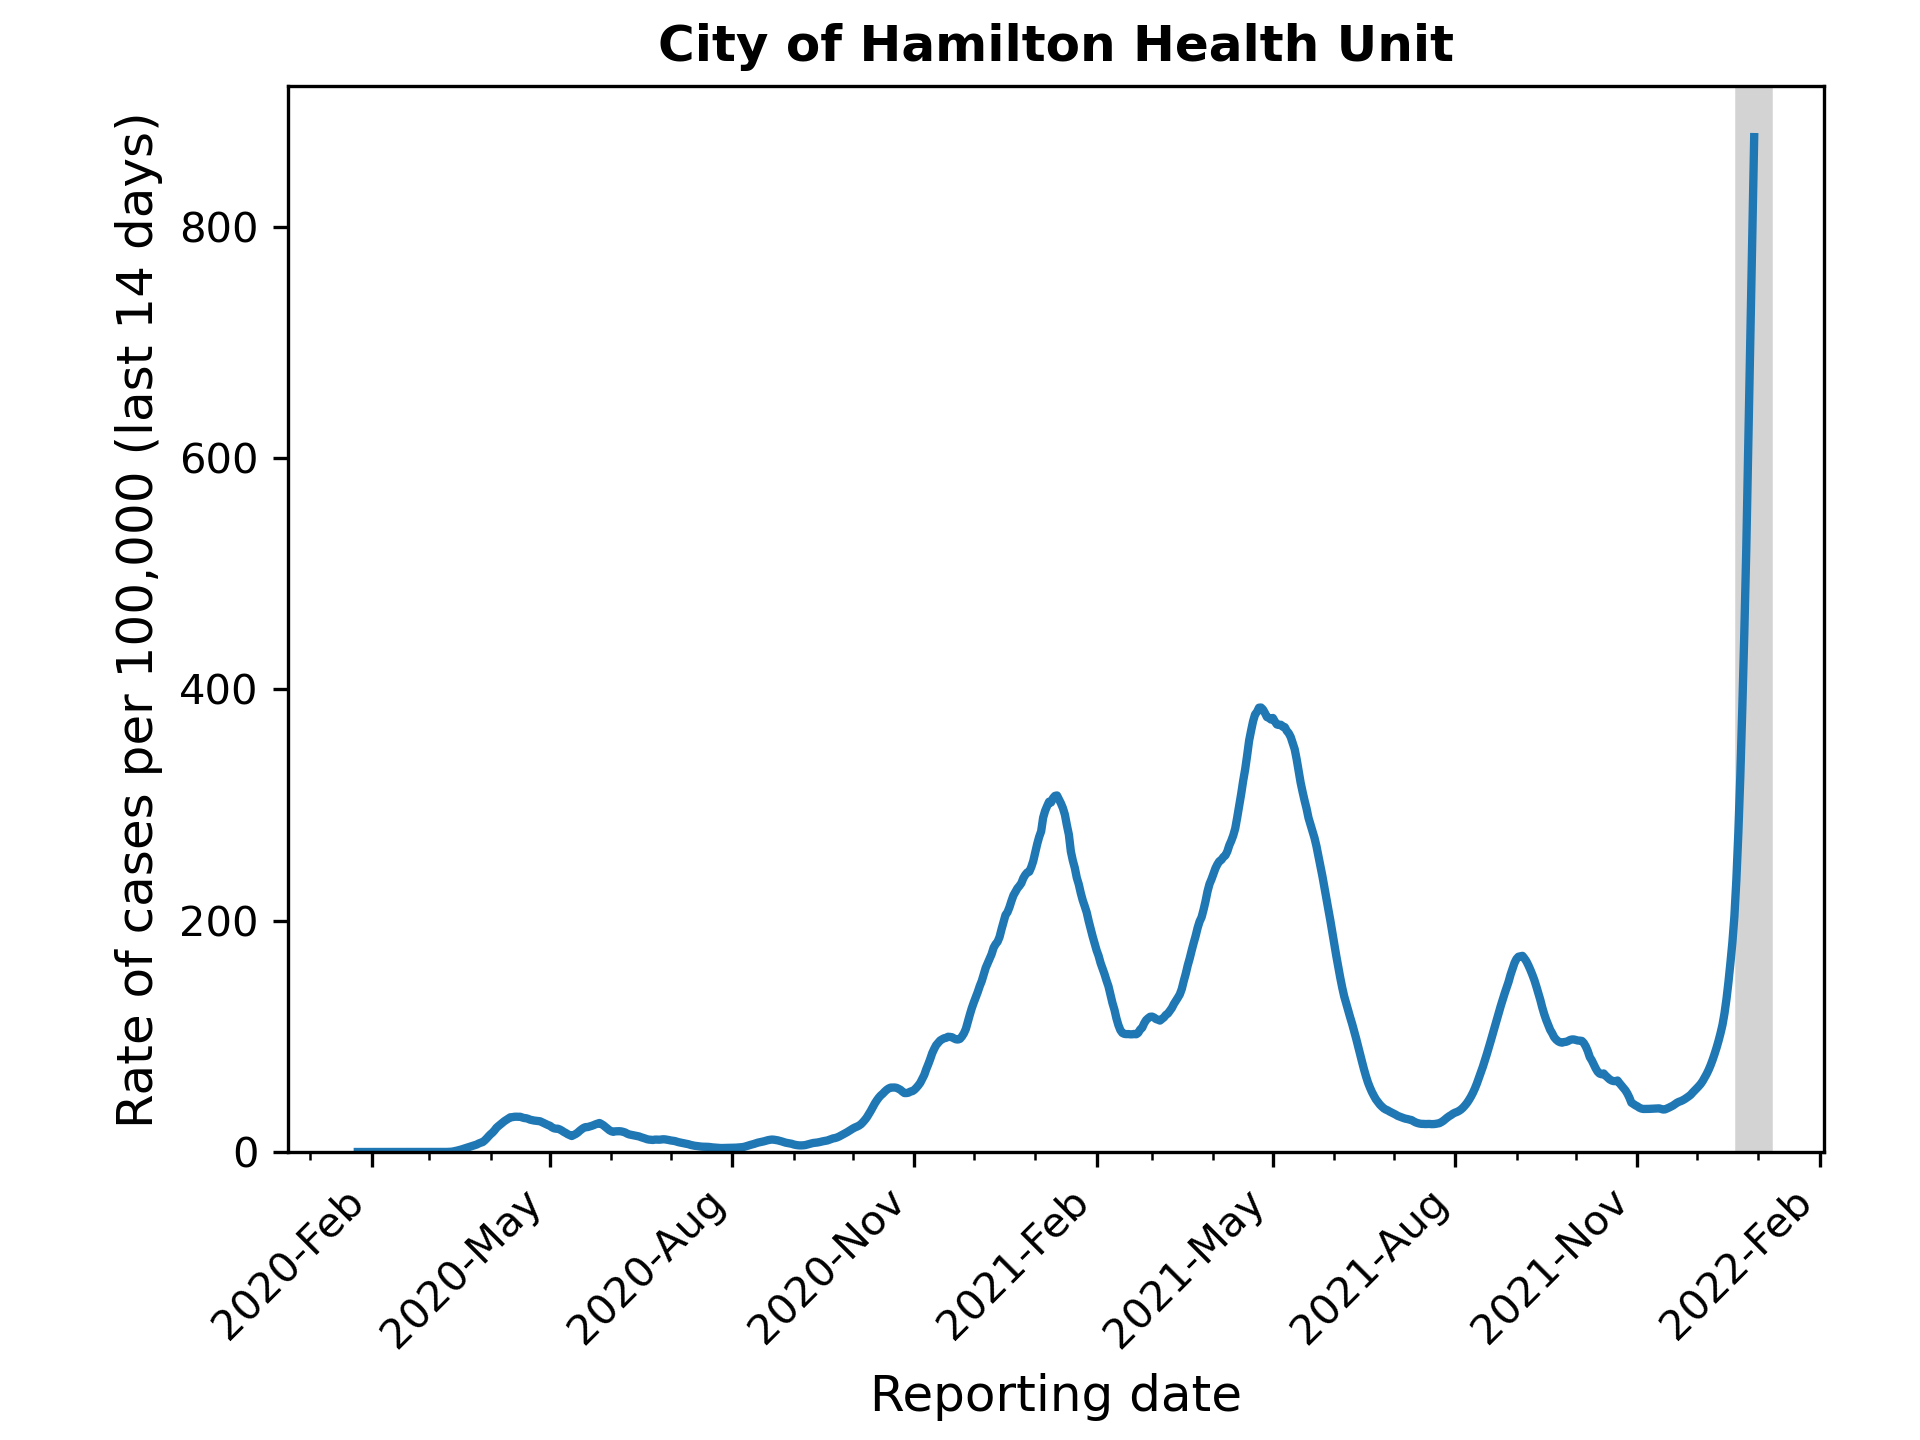 City of Hamilton Health Unit
Rate of cases per 100,000 (last 14 days)
800
600
400
200
0
2020-Feb
2020-May
2020-Aug
2020-Nov
2021-Feb
2021-May
2021-Aug
2021-Nov
2022-Feb
Reporting date